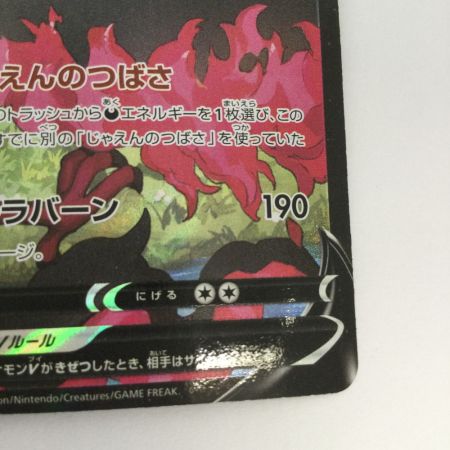 えんのつばさ
のトラッシュから悪エネルギーを1枚選び、この
すでに別の「じゃえんのつばさ」を使っていた
ラバーン 190
ージ。
にげる
ルール
モンVがきぜつしたとき、相手はサ
on/Nintendo/Creatures/GAME FREAK.